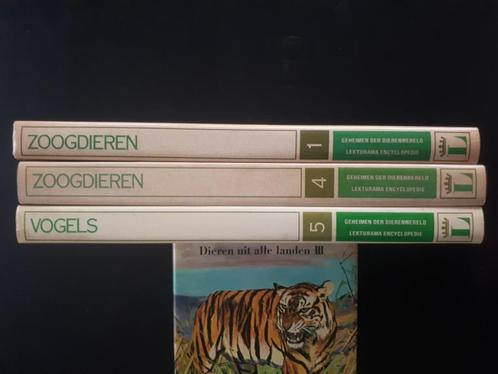 ZOOGDIEREN 1 GEHEIMEN DER DIERENWERELD
LEKTURAMA ENCYCLOPEDIE L
ZOOGDIEREN 4 GEHEIMEN DER DIERENWERELD
LEKTURAMA ENCYCLOPEDIE L
VOGELS 5 GEHEIMEN DER DIERENWERELD
LEKTURAMA ENCYCLOPEDIE L
Dieren uit alle landen III